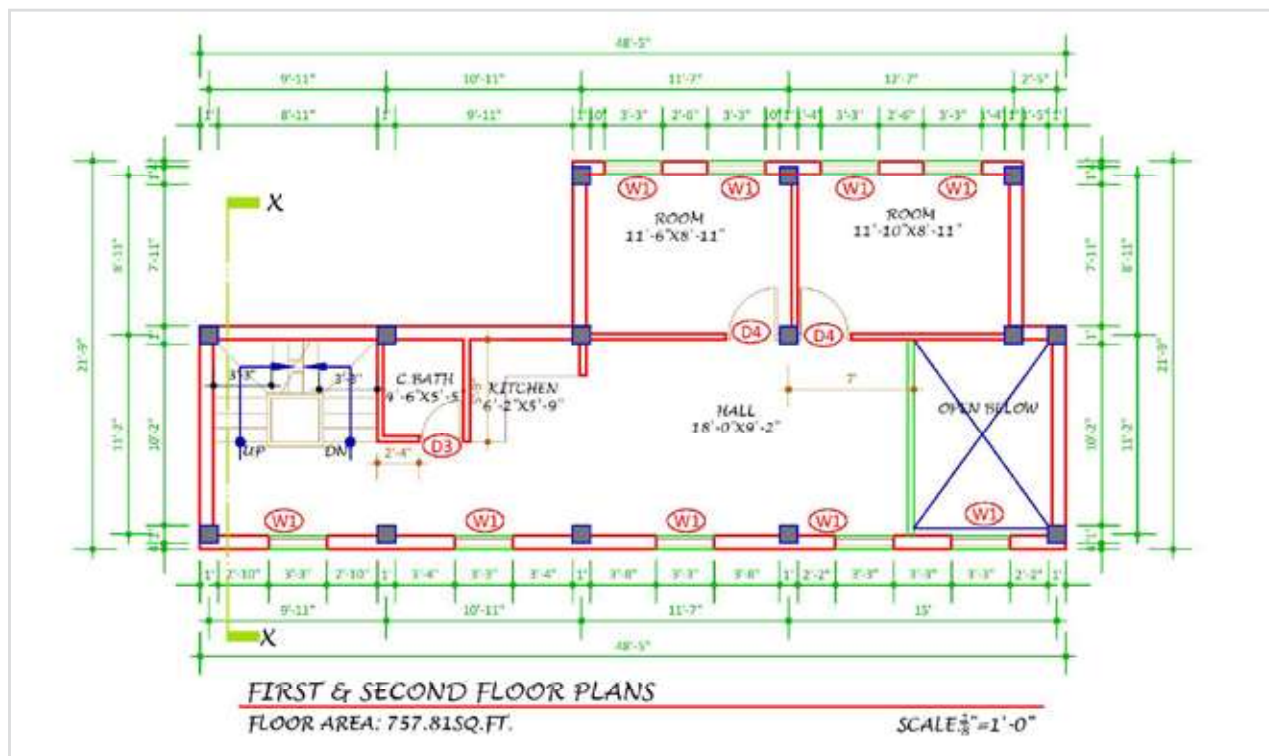 48'-5"
9'-11" 10'-11" 11'-7" 12'-7" 2'-5"
1' 8'-11" 1' 9'-11" 1' 10" 3'-3" 2'-6" 3'-3" 10" 1' 1'-4" 3'-3" 2'-6" 3'-3" 1'-4" 1' 1'-5" 1'
W1 W1 W1 W1
X
ROOM
11'-6"X8'-11"
ROOM
11'-10"X8'-11"
21'-9"
8'-11"
7'-11"
1'
7'-11"
8'-11"
21'-9"
D4 D4
3'-3" 3'-3"
C.BATH
4'-6"X5'-5"
KITCHEN
6'-2"X5'-9"
7'
HALL
18'-0X9'-2"
OPEN BELOW
11'-2"
10'-2"
10'-2"
11'-2"
UP DN
D3
2'-4"
W1 W1 W1 W1 W1
1' 2'-10" 3'-3" 2'-10" 1' 3'-4" 3'-3" 3'-4" 1' 3'-8" 3'-3" 3'-8" 1' 2'-2" 3'-3" 3'-3" 3'-3" 2'-2" 1'
9'-11" 10'-11" 11'-7" 15'
X
48'-5"
FIRST & SECOND FLOOR PLANS
FLOOR AREA: 757.81SQ.FT.
SCALE:⅛"=1'-0"